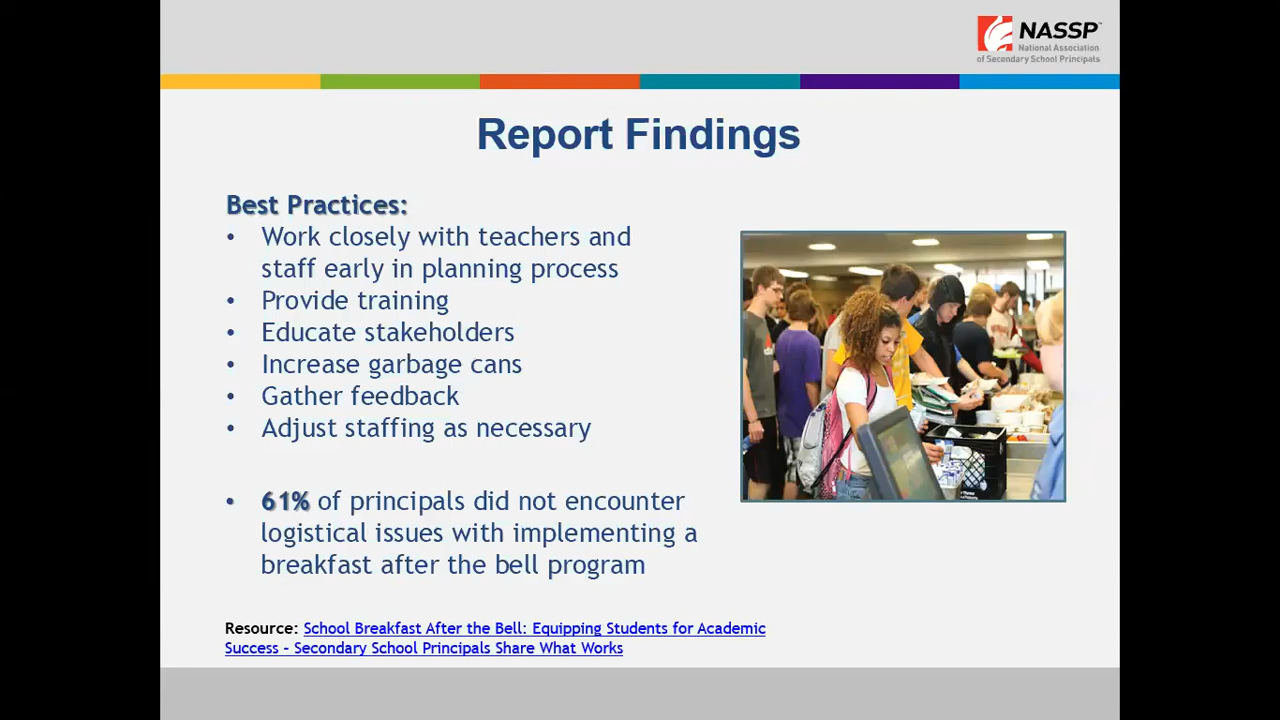 NASSP™
National Association
of Secondary School Principals
Report Findings
Best Practices:
• Work closely with teachers and
staff early in planning process
• Provide training
• Educate stakeholders
• Increase garbage cans
• Gather feedback
• Adjust staffing as necessary
• 61% of principals did not encounter
logistical issues with implementing a
breakfast after the bell program
Resource: School Breakfast After the Bell: Equipping Students for Academic
Success – Secondary School Principals Share What Works